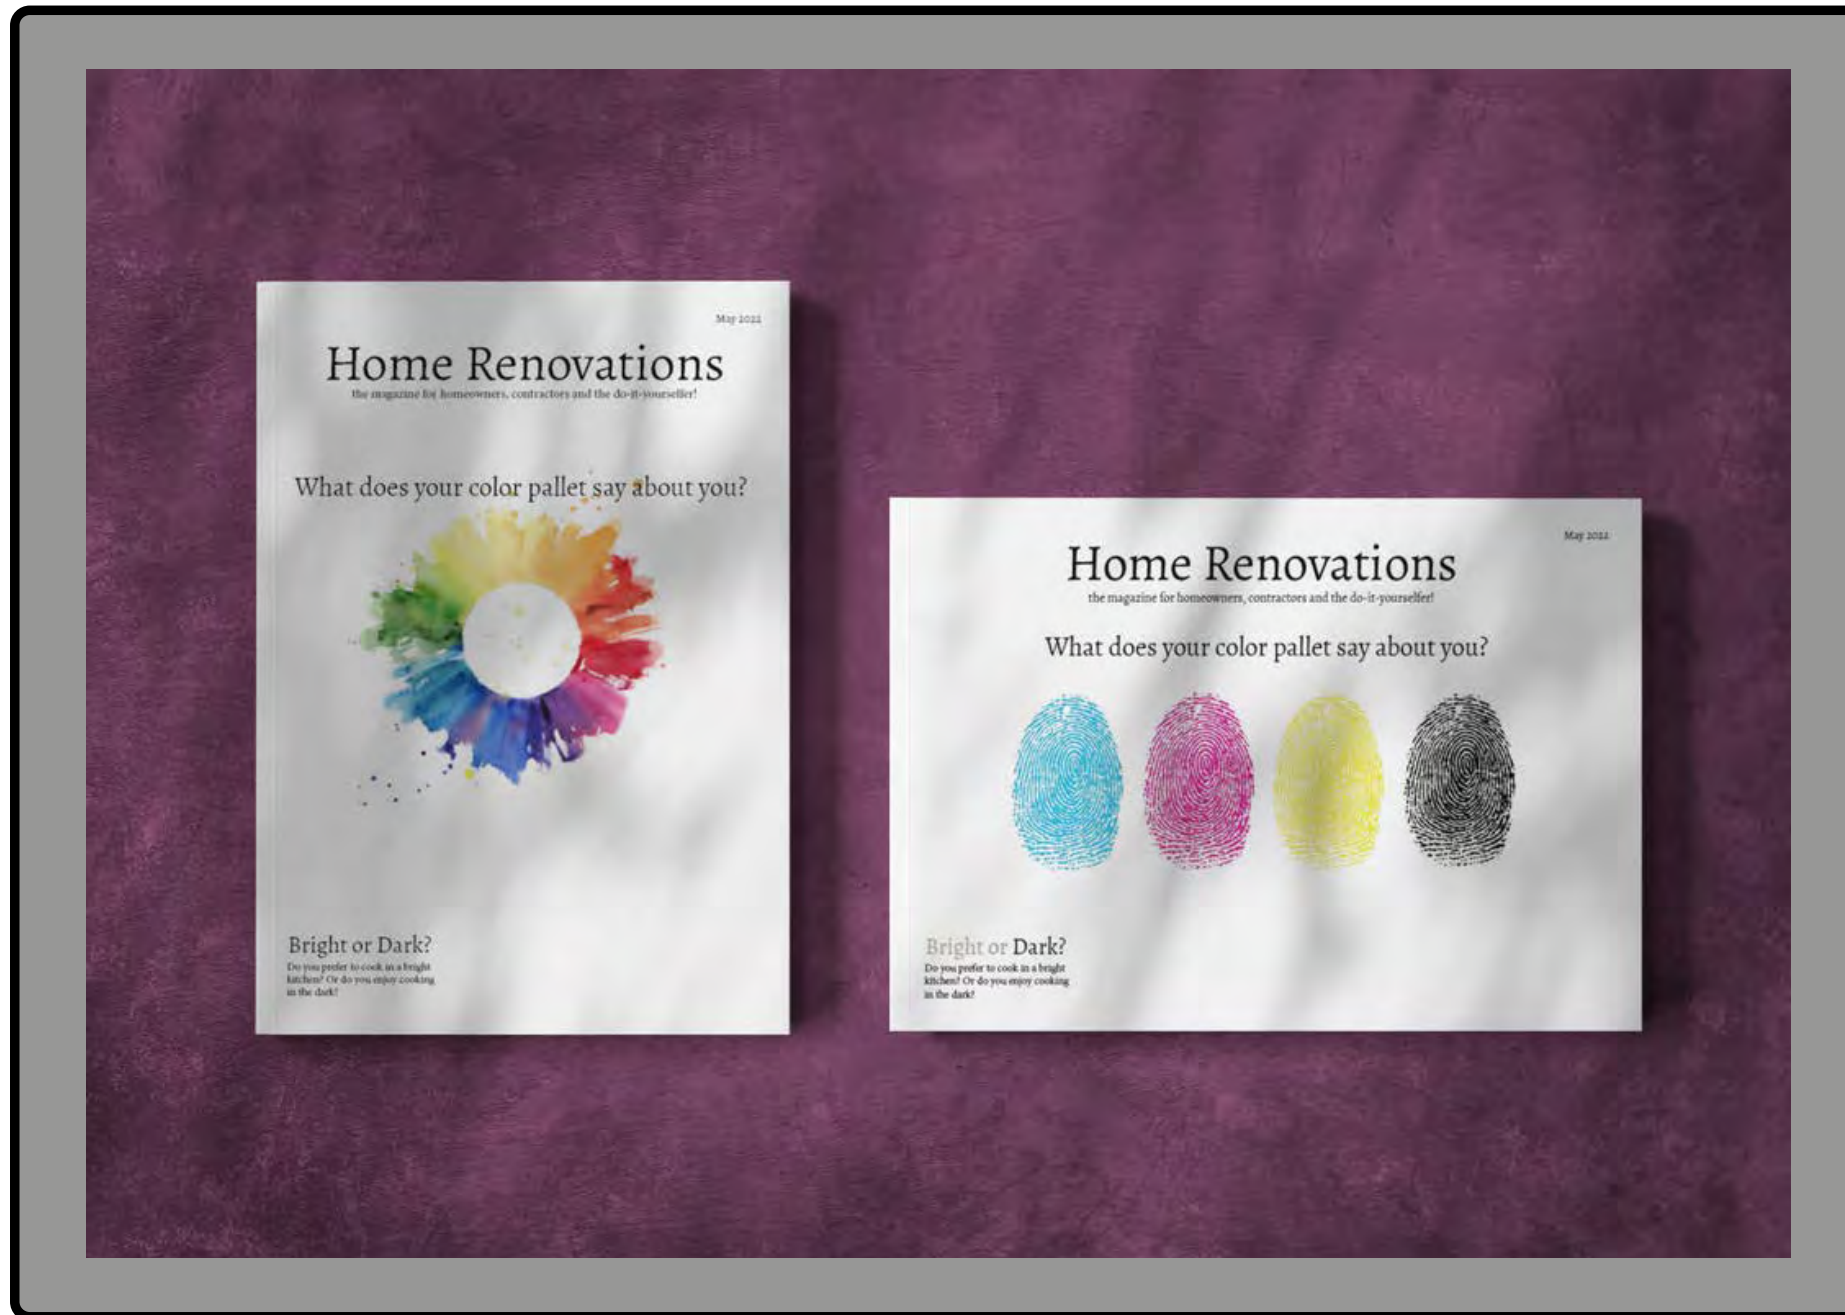 May 2022
Home Renovations
the magazine for homeowners, contractors and the do-it-yourselfer!
What does your color pallet say about you?
Bright or Dark?
Do you prefer to cook in a bright
kitchen? Or do you enjoy cooking
in the dark?
May 2022
Home Renovations
the magazine for homeowners, contractors and the do-it-yourselfer!
What does your color pallet say about you?
Bright or Dark?
Do you prefer to cook in a bright
kitchen? Or do you enjoy cooking
in the dark?